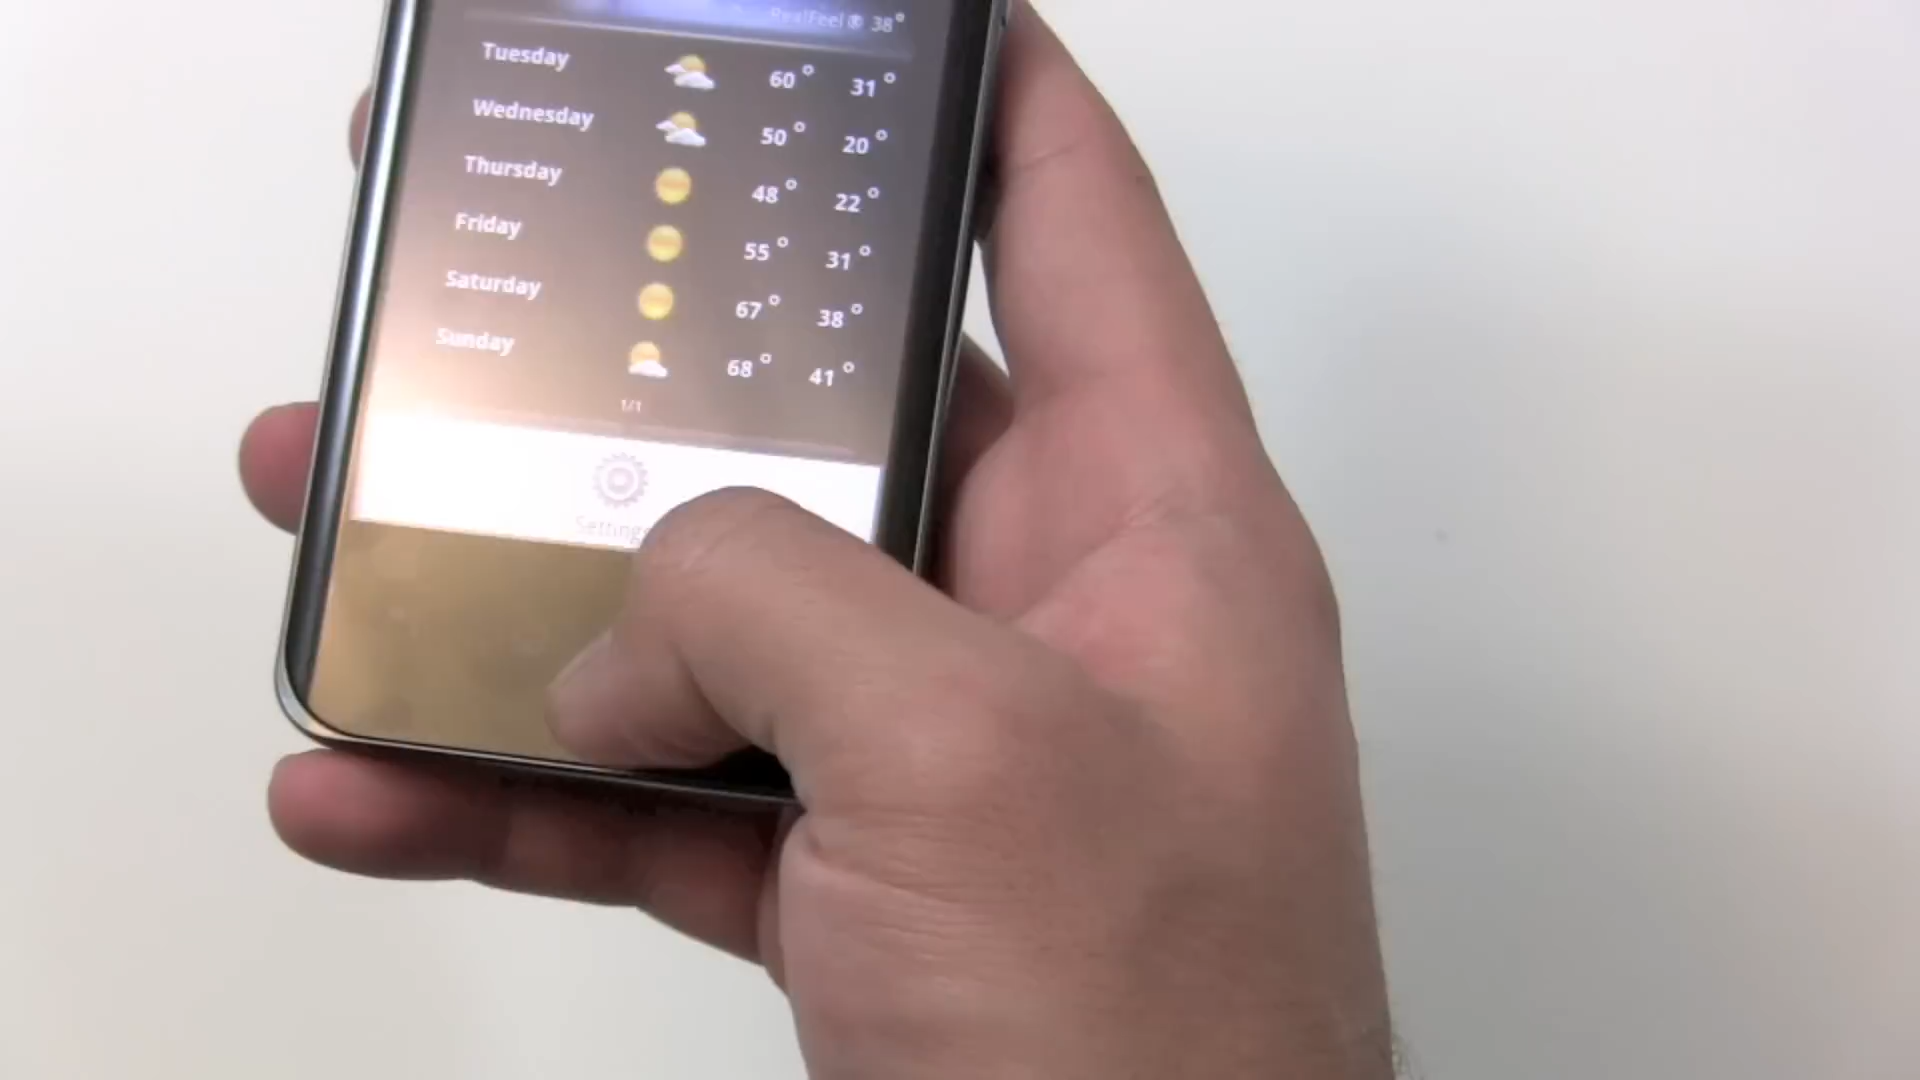 RealFeel ® 38°
Tuesday 60° 31°
Wednesday 50° 20°
Thursday 48° 22°
Friday 55° 31°
Saturday 67° 38°
Sunday 68° 41°
1/1
Settings